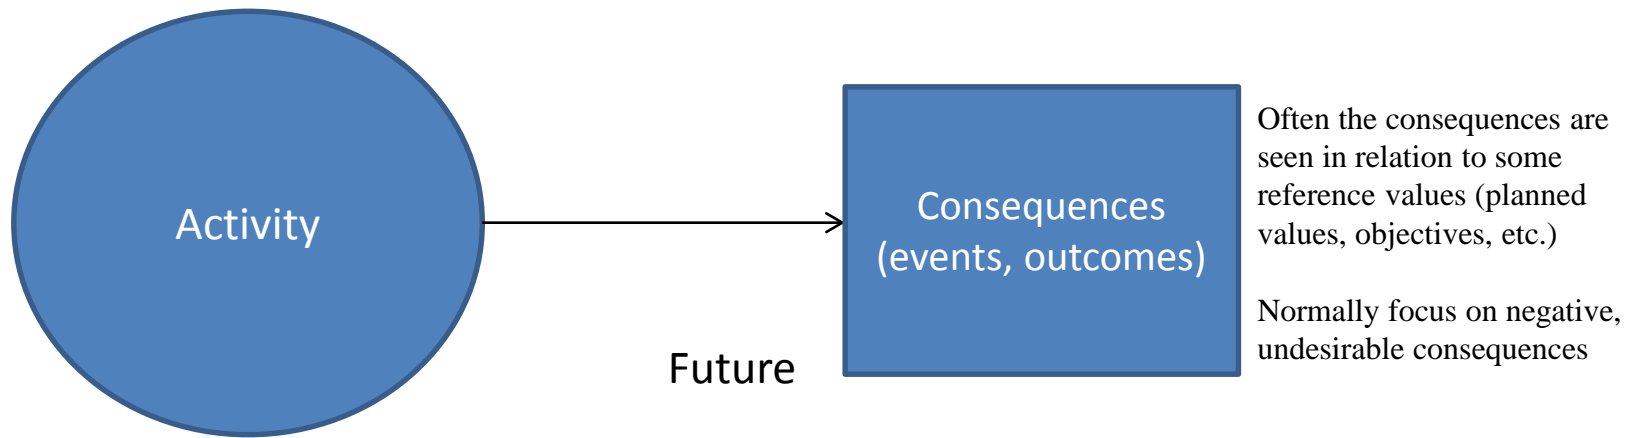 Activity
Future
Consequences
(events, outcomes)
Often the consequences are
seen in relation to some
reference values (planned
values, objectives, etc.)
Normally focus on negative,
undesirable consequences